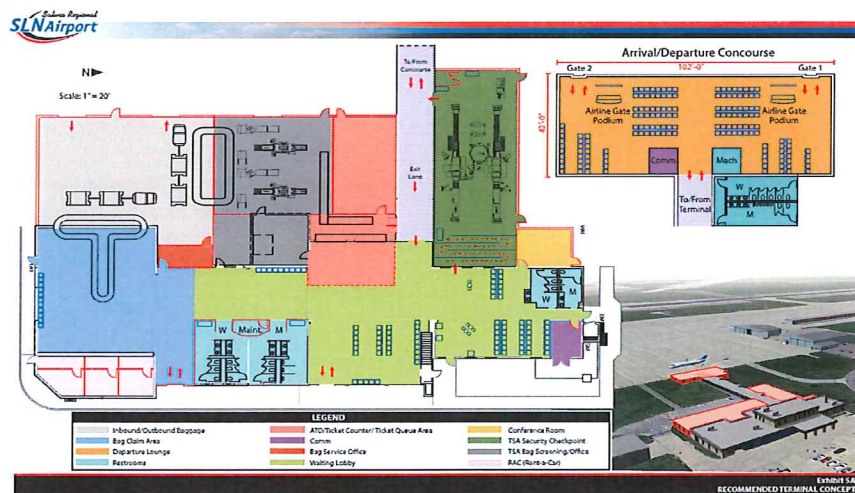 Salina Regional
SLN Airport
N
Scale: 1" = 20'
To/From
Concourse
Exit
Lane
W
Maint.
M
W
M
Arrival/Departure Concourse
Gate 2
102'-0"
Gate 1
42'-0"
Airline Gate
Podium
Airline Gate
Podium
Comm
Mech
To/From
Terminal
W
M
LEGEND
Inbound/Outbound Baggage
Bag Claim Area
Departure Lounge
Restrooms
ATO/Ticket Counter/ Ticket Queue Area
Comm
Bag Service Office
Waiting Lobby
Conference Room
TSA Security Checkpoint
TSA Bag Screening/Office
RAC (Rent-a-Car)
Exhibit 5A
RECOMMENDED TERMINAL CONCEPT